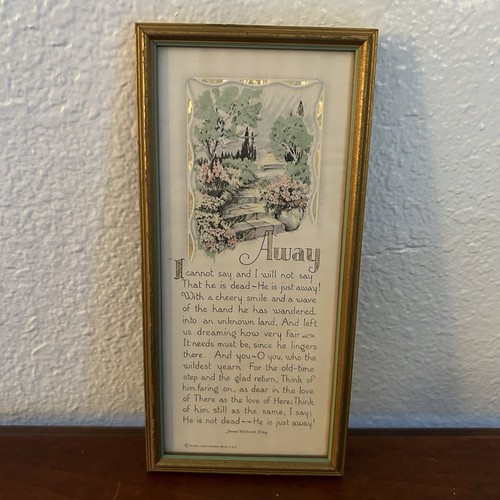 Away
I cannot say and I will not say
That he is dead~He is just away!
With a cheery smile and a wave
of the hand he has wandered
into an unknown land, And left
us dreaming how very fair
It needs must be, since he lingers
there. And you~O you, who the
wildest yearn For the old-time
step and the glad return, Think of
him faring on, as dear in the love
of There as the love of Here; Think
of him still as the same, I say;
He is not dead~~He is just away!
James Whitcomb Riley